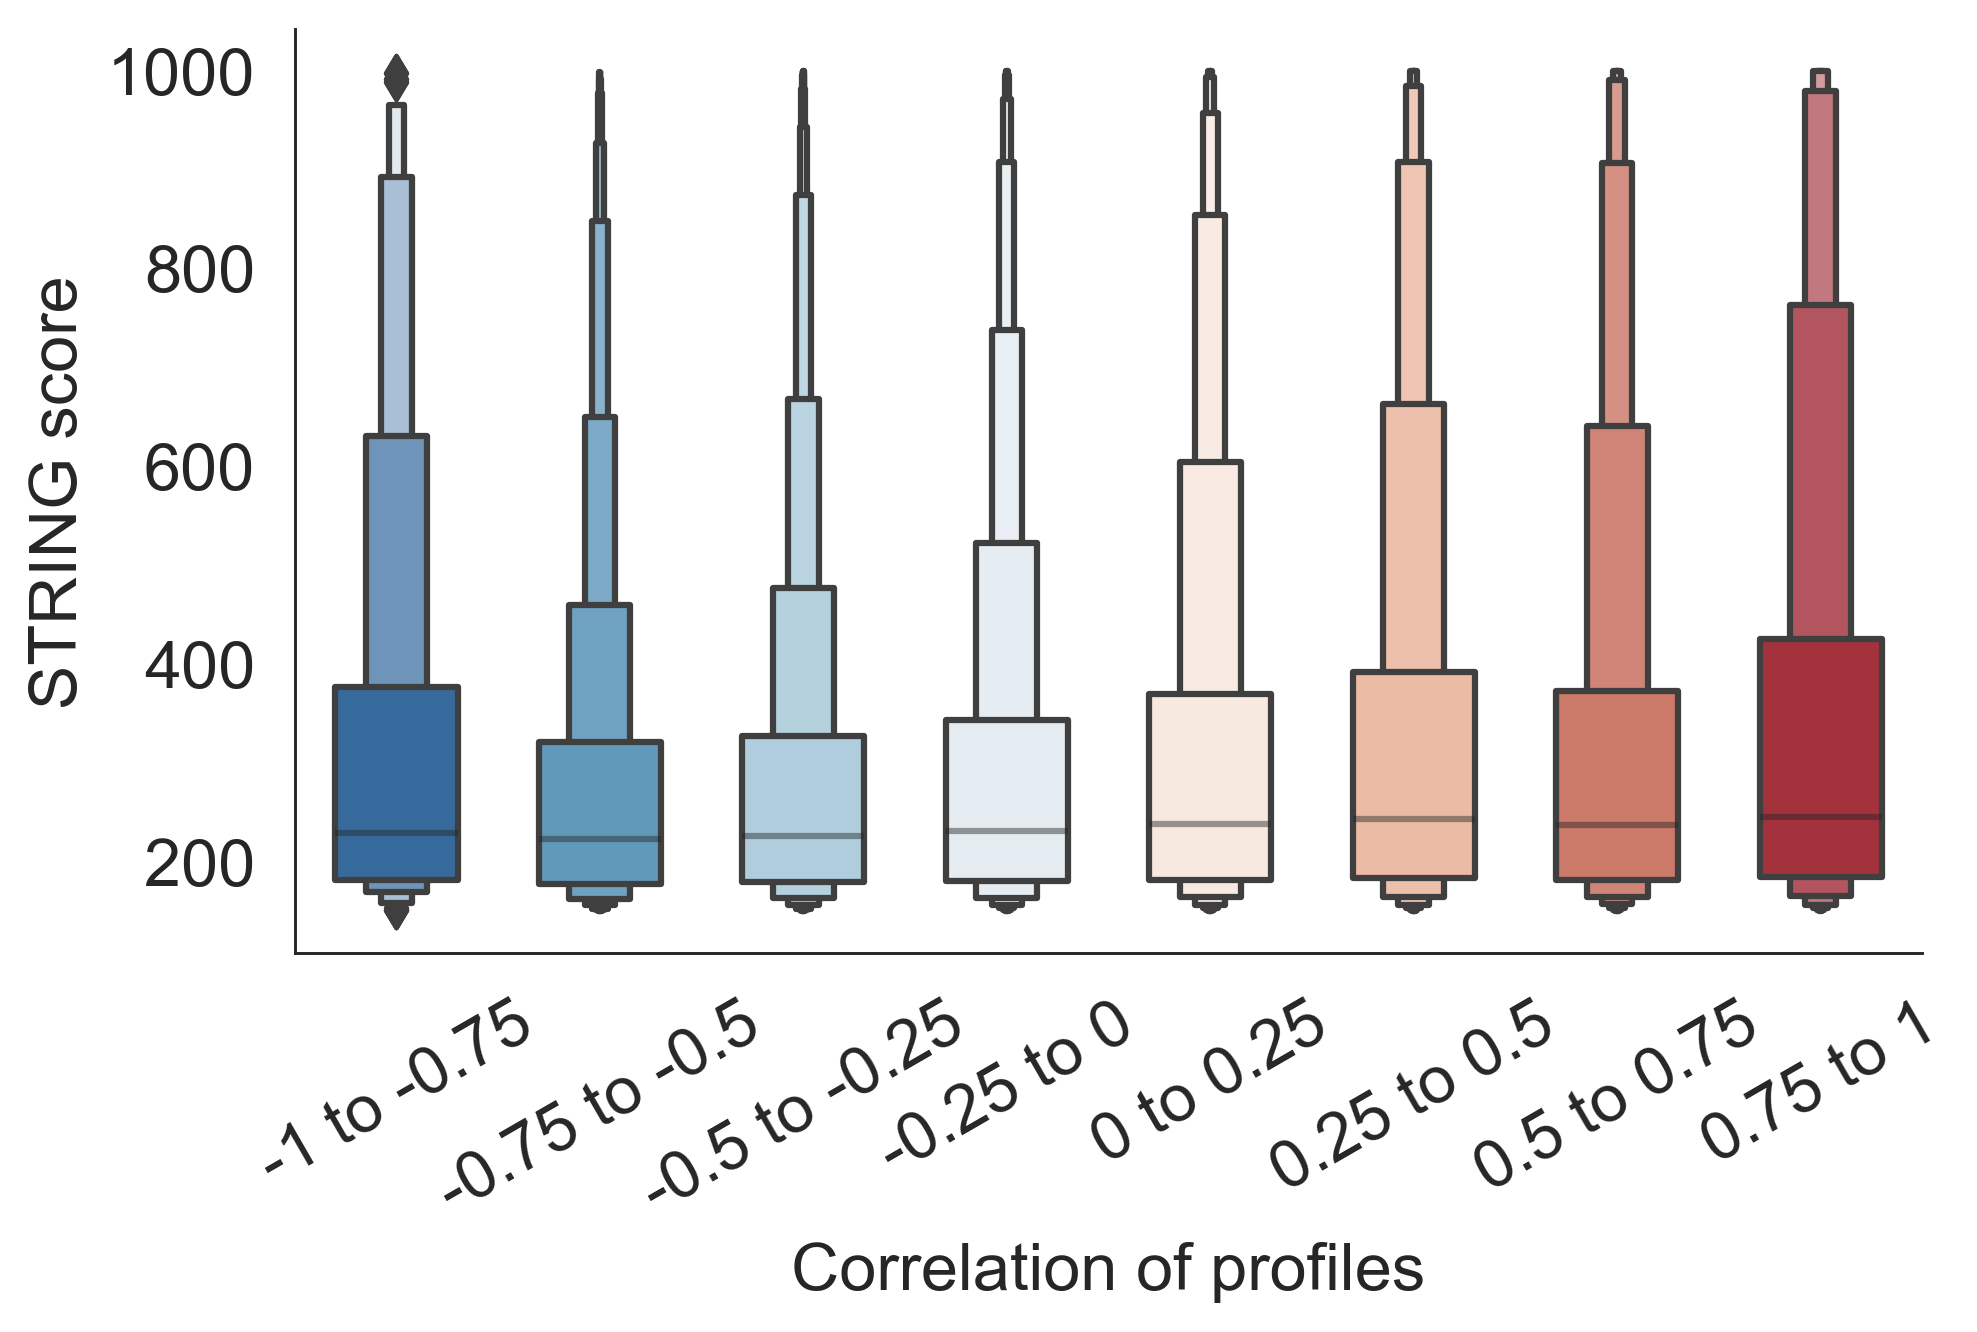 1000
800
600
400
200
STRING score
-1 to -0.75
-0.75 to -0.5
-0.5 to -0.25
-0.25 to 0
0 to 0.25
0.25 to 0.5
0.5 to 0.75
0.75 to 1
Correlation of profiles